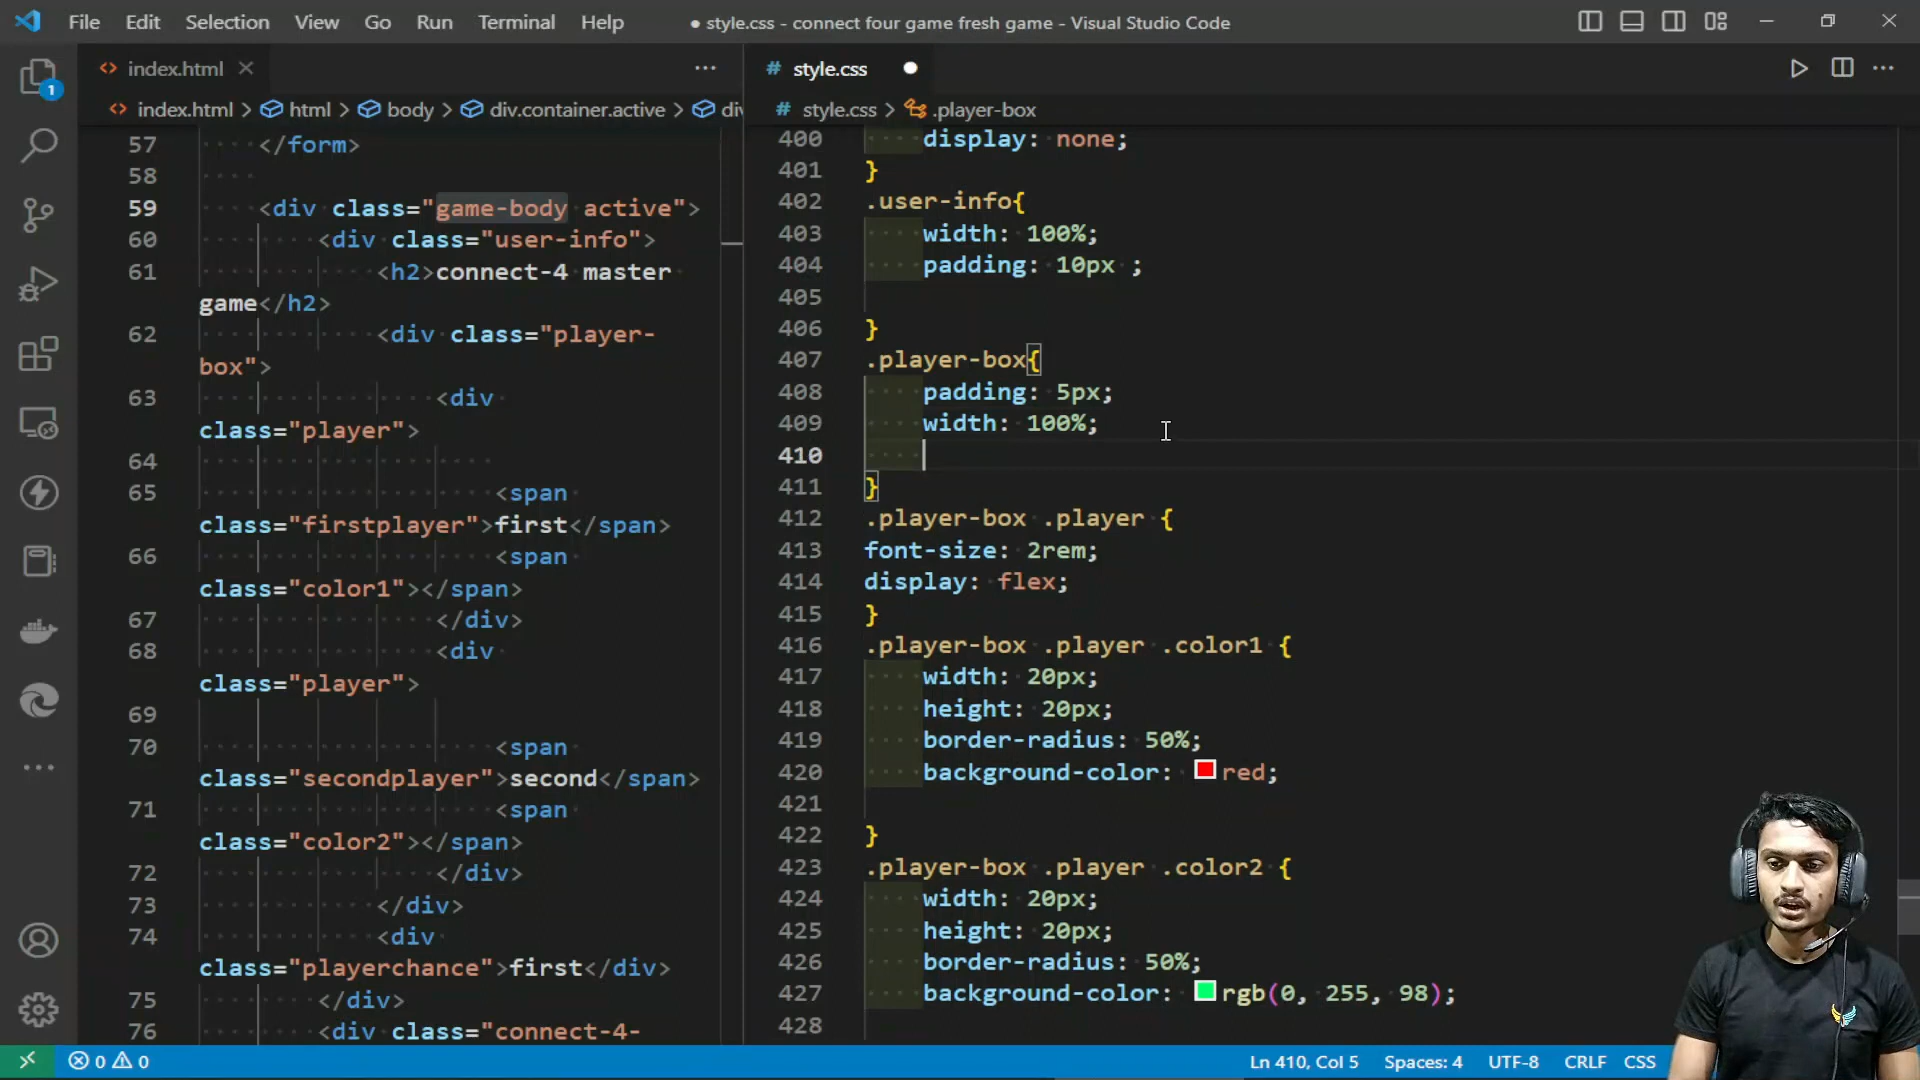 File Edit Selection View Go Run Terminal Help
● style.css - connect four game fresh game - Visual Studio Code
1
<> index.html × ···
<> index.html > html > body > div.container.active > div
57 </form>
58
59 <div class="game-body active">
60 <div class="user-info">
61 <h2>connect-4 master
game</h2>
62 <div class="player-
box">
63 <div
class="player">
64
65 <span
class="firstplayer">first</span>
66 <span
class="color1"></span>
67 </div>
68 <div
class="player">
69
70 <span
class="secondplayer">second</span>
71 <span
class="color2"></span>
72 </div>
73 </div>
74 <div
class="playerchance">first</div>
75 </div>
76 <div class="connect-4-
# style.css ● ···
# style.css > .player-box
400 display: none;
401 }
402 .user-info{
403 width: 100%;
404 padding: 10px ;
405
406 }
407 .player-box{
408 padding: 5px;
409 width: 100%;
410
411 }
412 .player-box .player {
413 font-size: 2rem;
414 display: flex;
415 }
416 .player-box .player .color1 {
417 width: 20px;
418 height: 20px;
419 border-radius: 50%;
420 background-color: red;
421
422 }
423 .player-box .player .color2 {
424 width: 20px;
425 height: 20px;
426 border-radius: 50%;
427 background-color: rgb(0, 255, 98);
428
0 0 Ln 410, Col 5 Spaces: 4 UTF-8 CRLF CSS